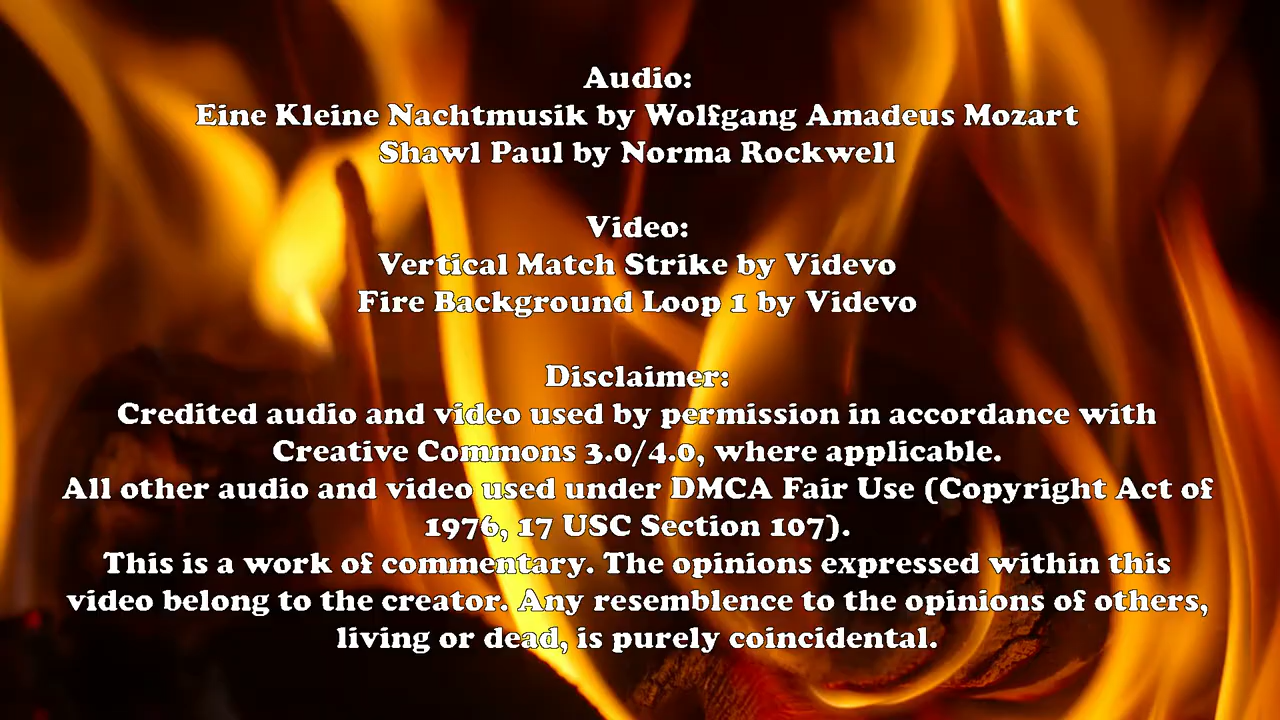 Audio:
Eine Kleine Nachtmusik by Wolfgang Amadeus Mozart
Shawl Paul by Norma Rockwell
Video:
Vertical Match Strike by Videvo
Fire Background Loop 1 by Videvo
Disclaimer:
Credited audio and video used by permission in accordance with
Creative Commons 3.0/4.0, where applicable.
All other audio and video used under DMCA Fair Use (Copyright Act of
1976, 17 USC Section 107).
This is a work of commentary. The opinions expressed within this
video belong to the creator. Any resemblence to the opinions of others,
living or dead, is purely coincidental.